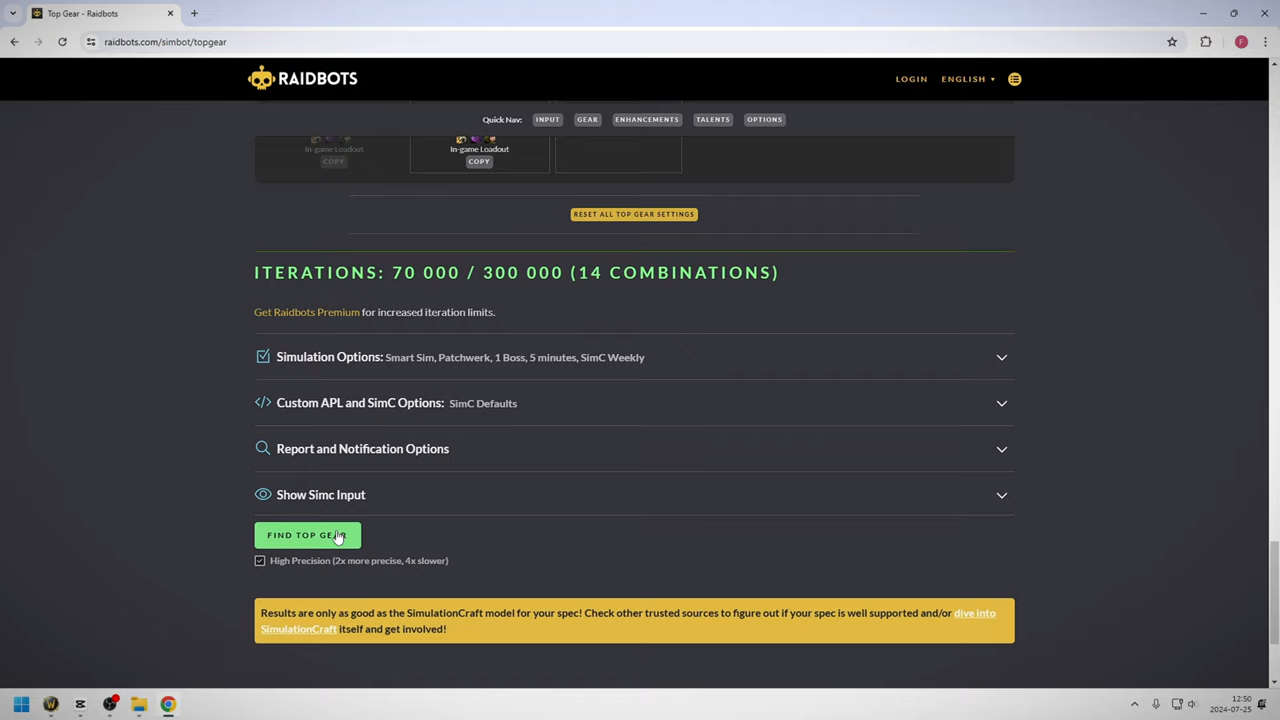 Top Gear - Raidbots
raidbots.com/simbot/topgear
F
RAIDBOTS
LOGIN
ENGLISH
Quick Nav:
INPUT
GEAR
ENHANCEMENTS
TALENTS
OPTIONS
In-game Loadout
In-game Loadout
COPY
COPY
RESET ALL TOP GEAR SETTINGS
ITERATIONS: 70 000 / 300 000 (14 COMBINATIONS)
Get Raidbots Premium for increased iteration limits.
Simulation Options: Smart Sim, Patchwerk, 1 Boss, 5 minutes, SimC Weekly
Custom APL and SimC Options: SimC Defaults
Report and Notification Options
Show Simc Input
FIND TOP GEAR
High Precision (2x more precise, 4x slower)
Results are only as good as the SimulationCraft model for your spec! Check other trusted sources to figure out if your spec is well supported and/or dive into
SimulationCraft itself and get involved!
12:50
2024-07-25